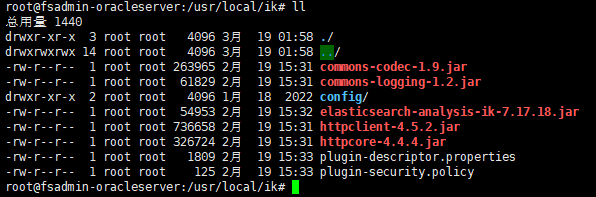 root@fsadmin-oracleserver:/usr/local/ik# ll
总用量 1440
drwxr-xr-x  3 root root   4096 3月  19 01:58 ./
drwxrwxrwx 14 root root   4096 3月  19 01:58 ../
-rw-r--r--  1 root root 263965 2月  19 15:31 commons-codec-1.9.jar
-rw-r--r--  1 root root  61829 2月  19 15:31 commons-logging-1.2.jar
drwxr-xr-x  2 root root   4096 1月  18  2022 config/
-rw-r--r--  1 root root  54953 2月  19 15:32 elasticsearch-analysis-ik-7.17.18.jar
-rw-r--r--  1 root root 736658 2月  19 15:31 httpclient-4.5.2.jar
-rw-r--r--  1 root root 326724 2月  19 15:31 httpcore-4.4.4.jar
-rw-r--r--  1 root root   1809 2月  19 15:33 plugin-descriptor.properties
-rw-r--r--  1 root root    125 2月  19 15:33 plugin-security.policy
root@fsadmin-oracleserver:/usr/local/ik#